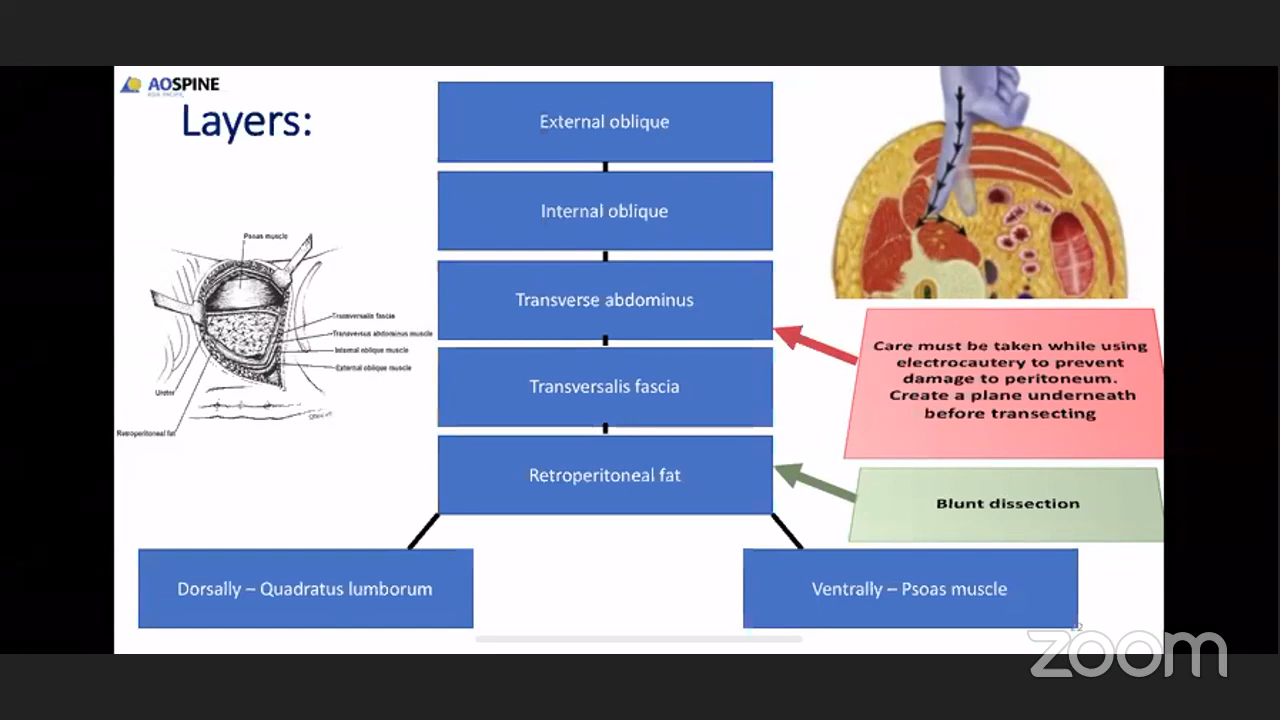 AOSPINE
ASIA PACIFIC
Layers:
External oblique
Internal oblique
Transverse abdominus
Transversalis fascia
Retroperitoneal fat
Dorsally – Quadratus lumborum
Ventrally – Psoas muscle
Psoas muscle
Transversalis fascia
Transversus abdominus muscle
Internal oblique muscle
External oblique muscle
Ureter
Retroperitoneal fat
Care must be taken while using
electrocautery to prevent
damage to peritoneum.
Create a plane underneath
before transecting
Blunt dissection
zoom